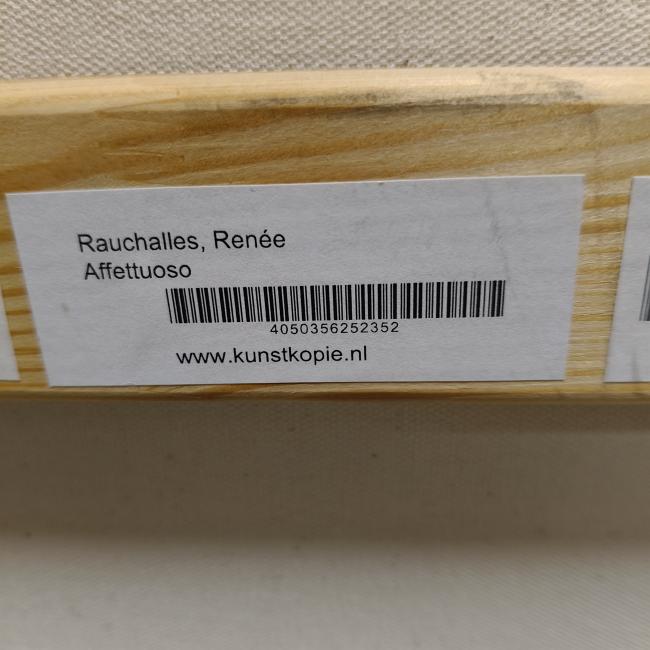 Rauchalles, Renée
Affettuoso
4050356252352
www.kunstkopie.nl